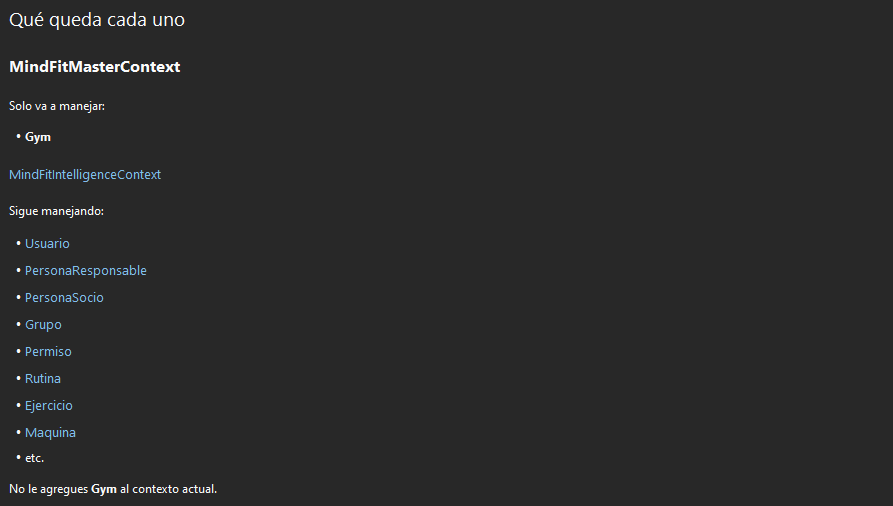 Qué queda cada uno
MindFitMasterContext
Solo va a manejar:
• Gym
MindFitIntelligenceContext
Sigue manejando:
• Usuario
• PersonaResponsable
• PersonaSocio
• Grupo
• Permiso
• Rutina
• Ejercicio
• Maquina
• etc.
No le agregues Gym al contexto actual.